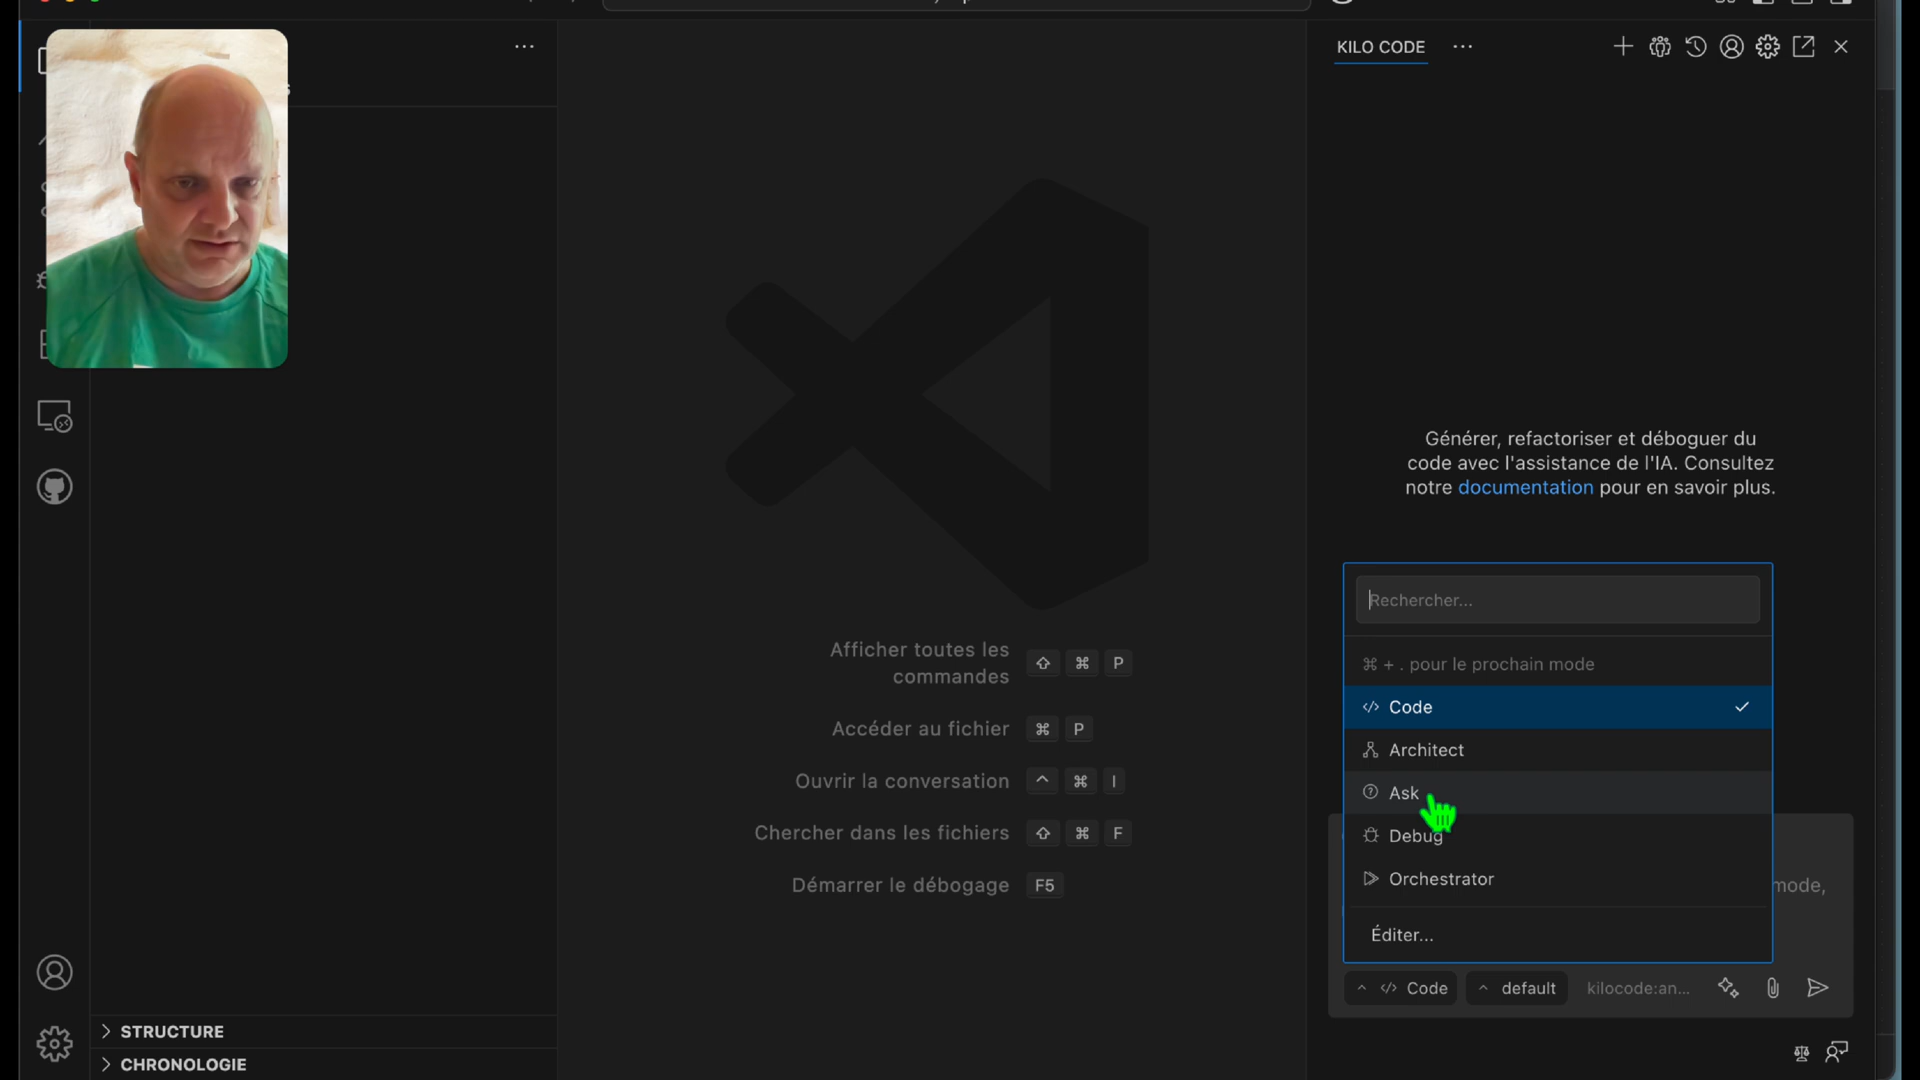 KILO CODE
Générer, refactoriser et déboguer du
code avec l'assistance de l'IA. Consultez
notre documentation pour en savoir plus.
Afficher toutes les
commandes ⇧ ⌘ P
Accéder au fichier ⌘ P
Ouvrir la conversation ^ ⌘ I
Chercher dans les fichiers ⇧ ⌘ F
Démarrer le débogage F5
Rechercher...
⌘ + . pour le prochain mode
Code
Architect
Ask
Debug
Orchestrator
mode,
Éditer...
Code
default
kilocode:an...
STRUCTURE
CHRONOLOGIE